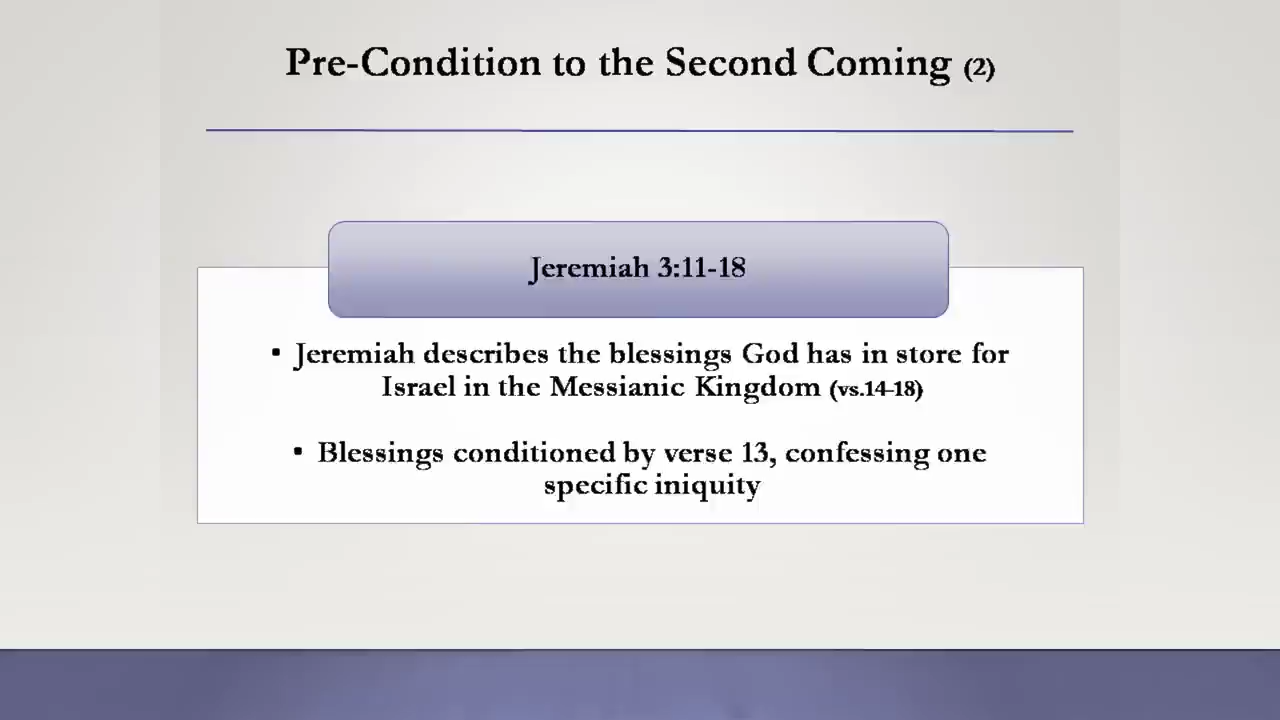 Pre-Condition to the Second Coming (2)
Jeremiah 3:11-18
• Jeremiah describes the blessings God has in store for
Israel in the Messianic Kingdom (vs.14-18)
• Blessings conditioned by verse 13, confessing one
specific iniquity